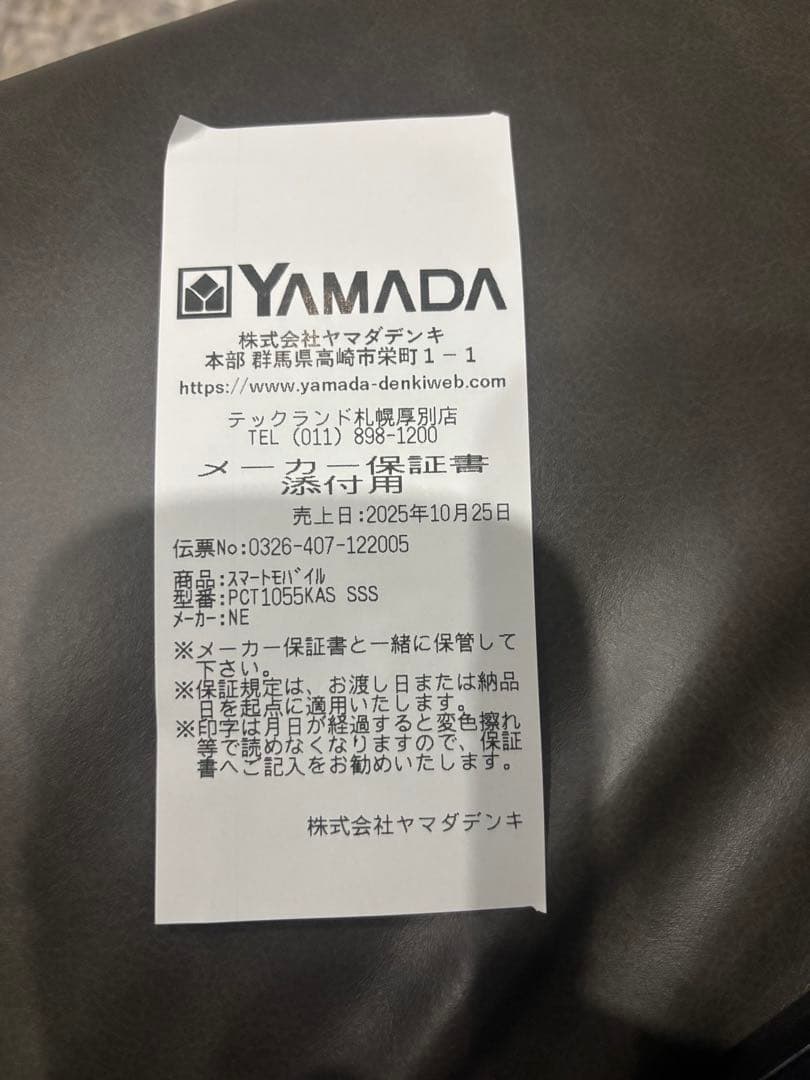 YAMADA
株式会社ヤマダデンキ
本部 群馬県高崎市栄町１－１
https://www.yamada-denkiweb.com
テックランド札幌厚別店
TEL (011) 898-1200
メーカー保証書
添付用
売上日:2025年10月25日
伝票No:0326-407-122005
商品:ｽﾏｰﾄﾓﾊﾞｲﾙ
型番:PCT1055KAS SSS
ﾒｰｶｰ:NE
※メーカー保証書と一緒に保管して
下さい。
※保証規定は、お渡し日または納品
日を起点に適用いたします。
※印字は月日が経過すると変色擦れ
等で読めなくなりますので、保証
書へご記入をお勧めいたします。
株式会社ヤマダデンキ